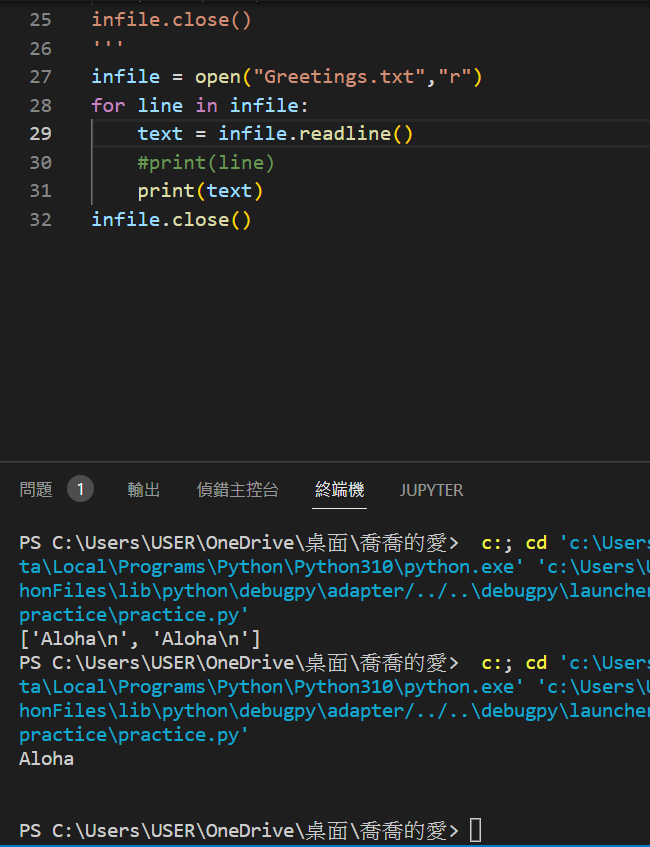 25 infile.close()
26 '''
27 infile = open("Greetings.txt","r")
28 for line in infile:
29 text = infile.readline()
30 #print(line)
31 print(text)
32 infile.close()
問題 1 輸出 偵錯主控台 終端機 JUPYTER
PS C:\Users\USER\OneDrive\桌面\喬喬的愛> c:; cd 'c:\Users
ta\Local\Programs\Python\Python310\python.exe' 'c:\Users\U
honFiles\lib\python\debugpy\adapter/../..\debugpy\launcher
practice\practice.py'
['Aloha\n', 'Aloha\n']
PS C:\Users\USER\OneDrive\桌面\喬喬的愛> c:; cd 'c:\Users
ta\Local\Programs\Python\Python310\python.exe' 'c:\Users\U
honFiles\lib\python\debugpy\adapter/../..\debugpy\launcher
practice\practice.py'
Aloha
PS C:\Users\USER\OneDrive\桌面\喬喬的愛>